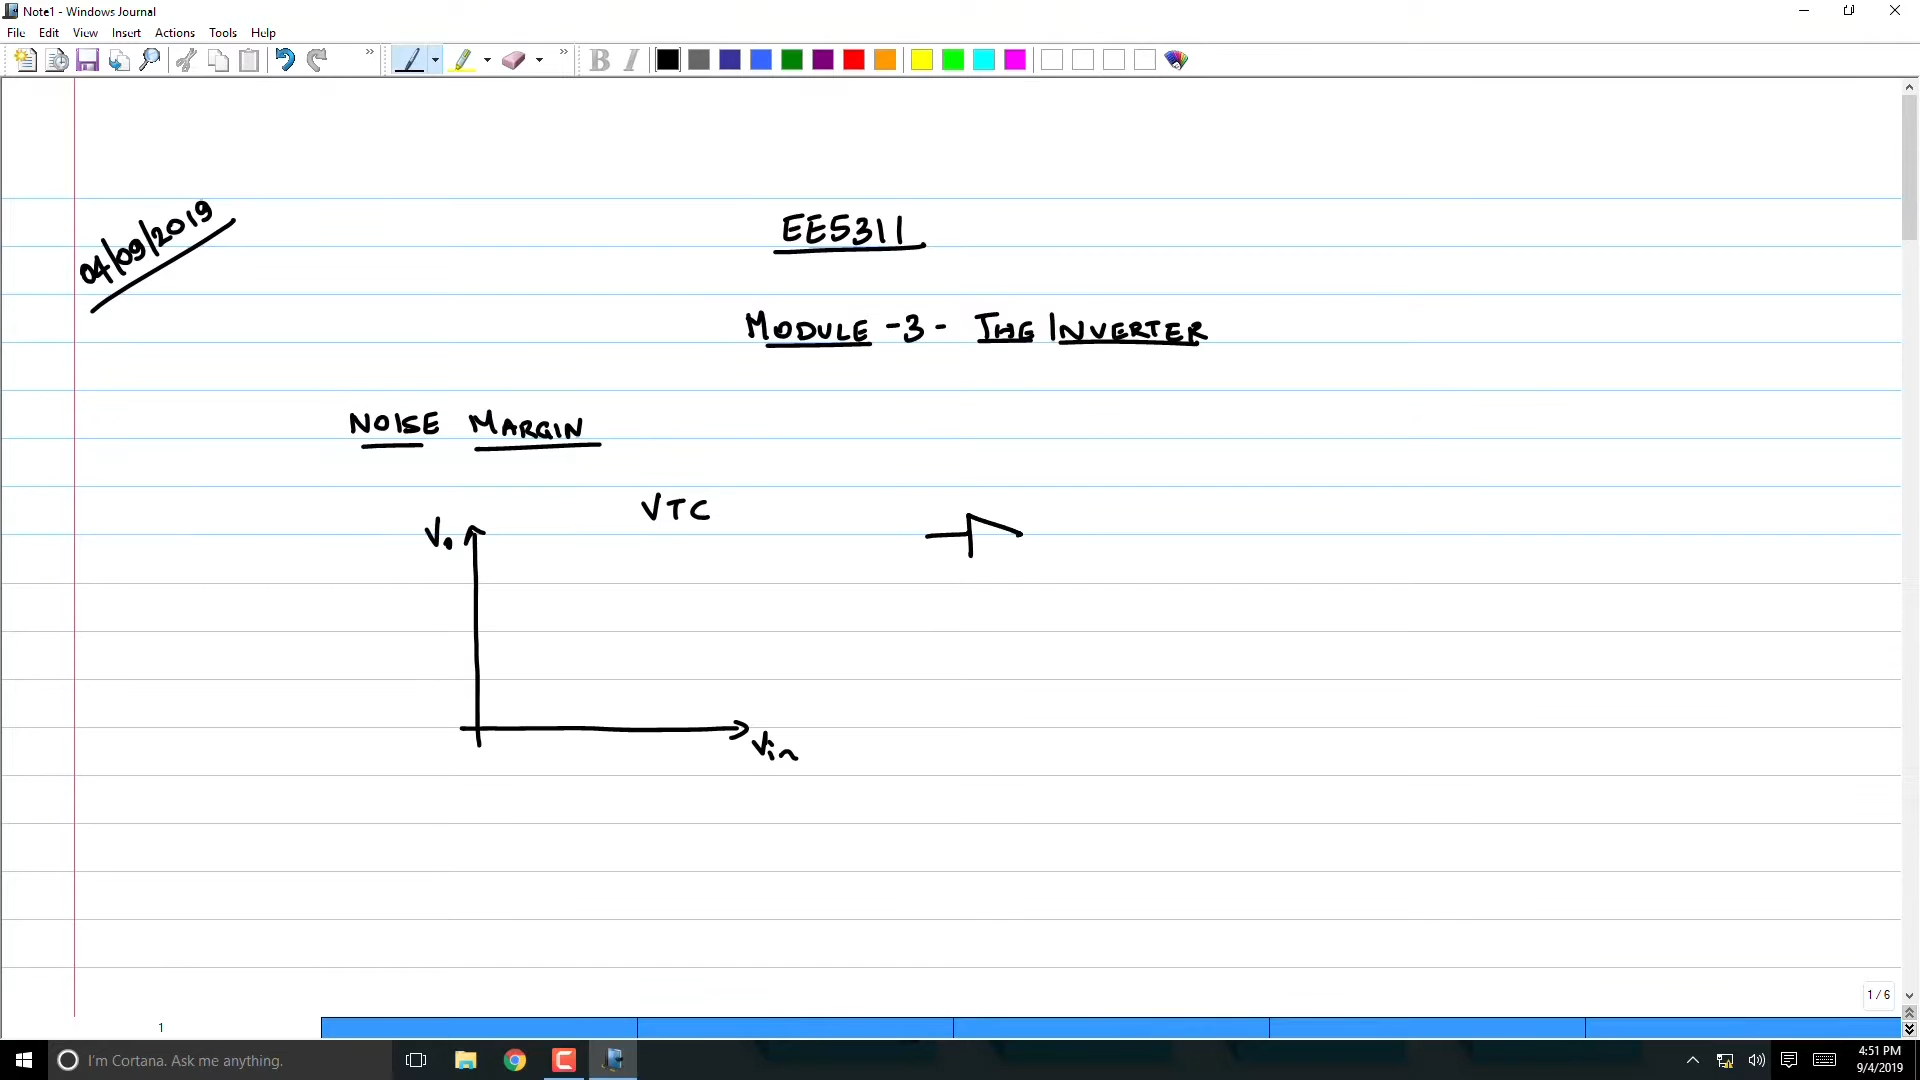 Note1 - Windows Journal
File Edit View Insert Actions Tools Help
B I
04/09/2019
EE5311
MODULE -3- THE INVERTER
NOISE MARGIN
VTC
Vo
Vin
1 / 6
1
I'm Cortana. Ask me anything.
4:51 PM
9/4/2019